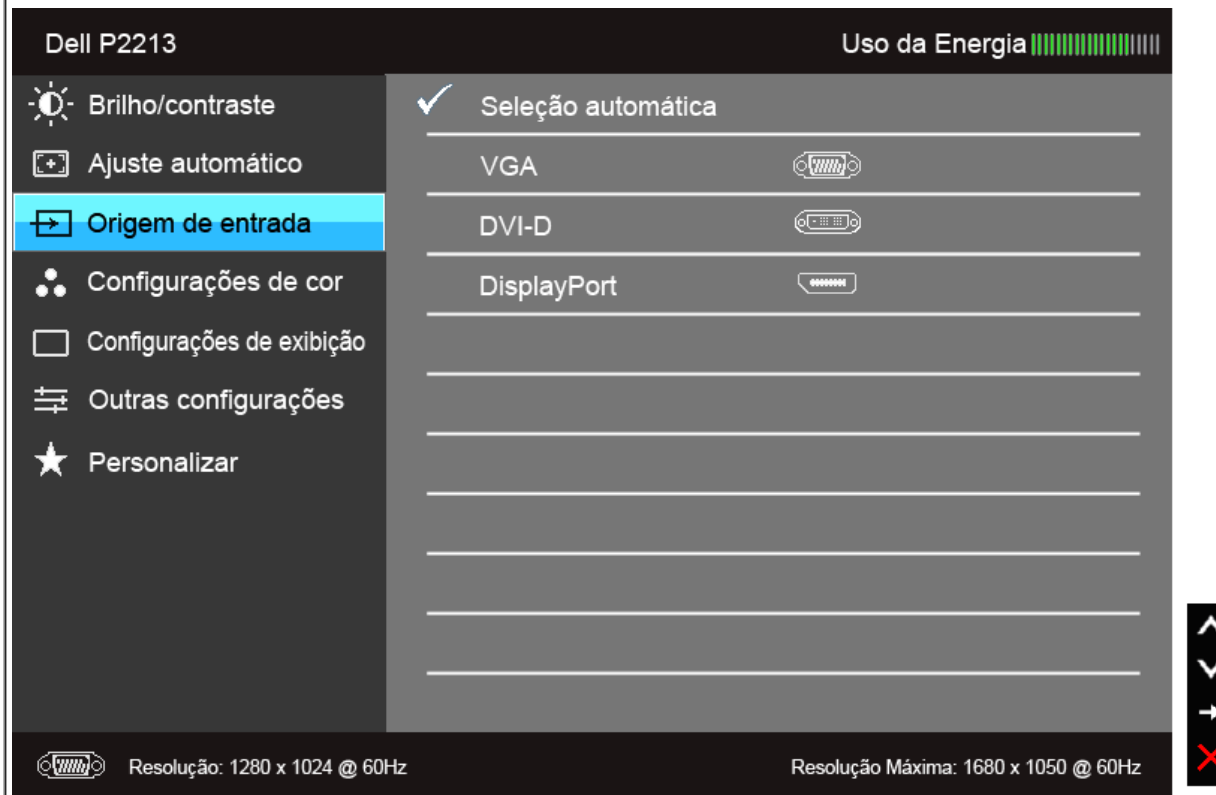 Dell P2213
Uso da Energia
Brilho/contraste
Ajuste automático
Origem de entrada
Configurações de cor
Configurações de exibição
Outras configurações
Personalizar
Seleção automática
VGA
DVI-D
DisplayPort
Resolução: 1280 x 1024 @ 60Hz
Resolução Máxima: 1680 x 1050 @ 60Hz